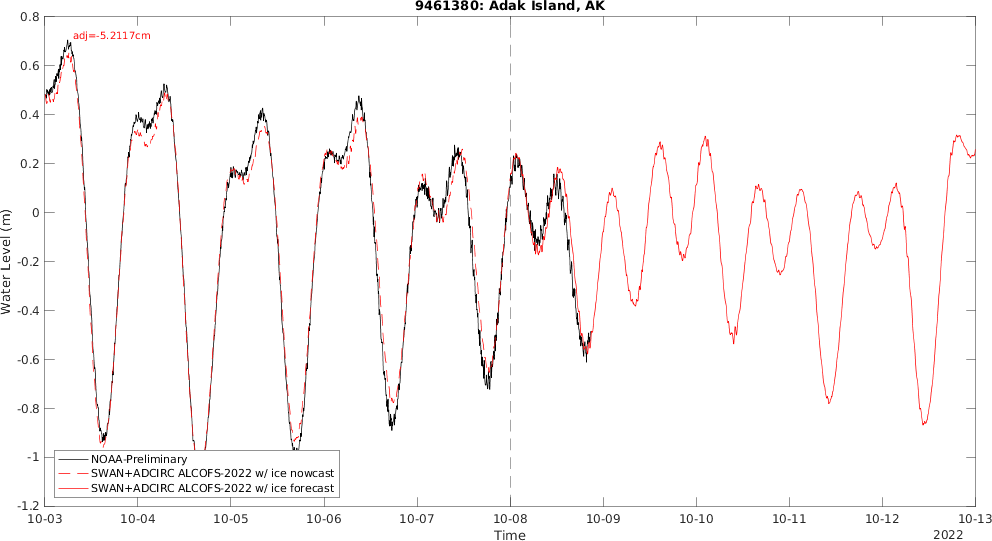 9461380: Adak Island, AK
adj=-5.2117cm
0.8
0.6
0.4
0.2
0
-0.2
-0.4
-0.6
-0.8
-1
-1.2
Water Level (m)
NOAA-Preliminary
SWAN+ADCIRC ALCOFS-2022 w/ ice nowcast
SWAN+ADCIRC ALCOFS-2022 w/ ice forecast
10-03 10-04 10-05 10-06 10-07 10-08 10-09 10-10 10-11 10-12 10-13
Time
2022